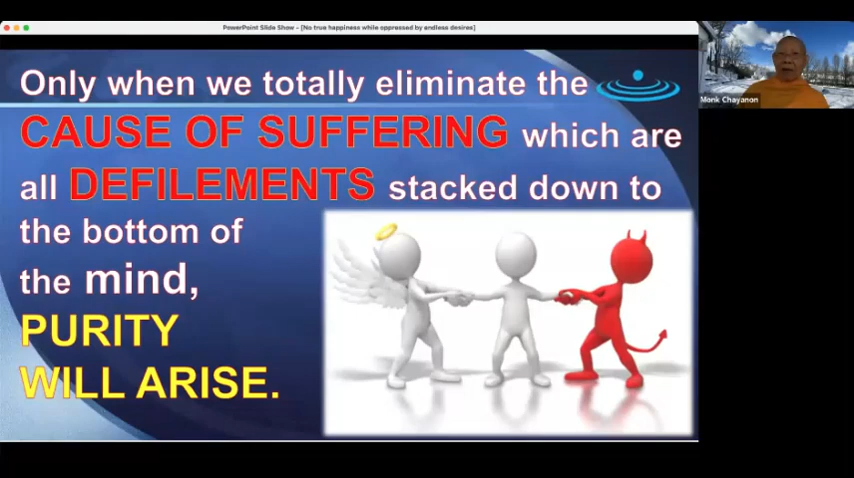 PowerPoint Slide Show - [No true happiness while oppressed by endless desires]
Only when we totally eliminate the
CAUSE OF SUFFERING which are
all DEFILEMENTS stacked down to
the bottom of
the mind,
PURITY
WILL ARISE.
Monk Chayanon